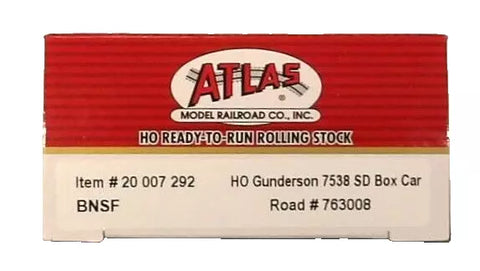 ATLAS®
MODEL RAILROAD CO., INC.
HO READY-TO-RUN ROLLING STOCK
Item # 20 007 292 HO Gunderson 7538 SD Box Car
BNSF Road # 763008